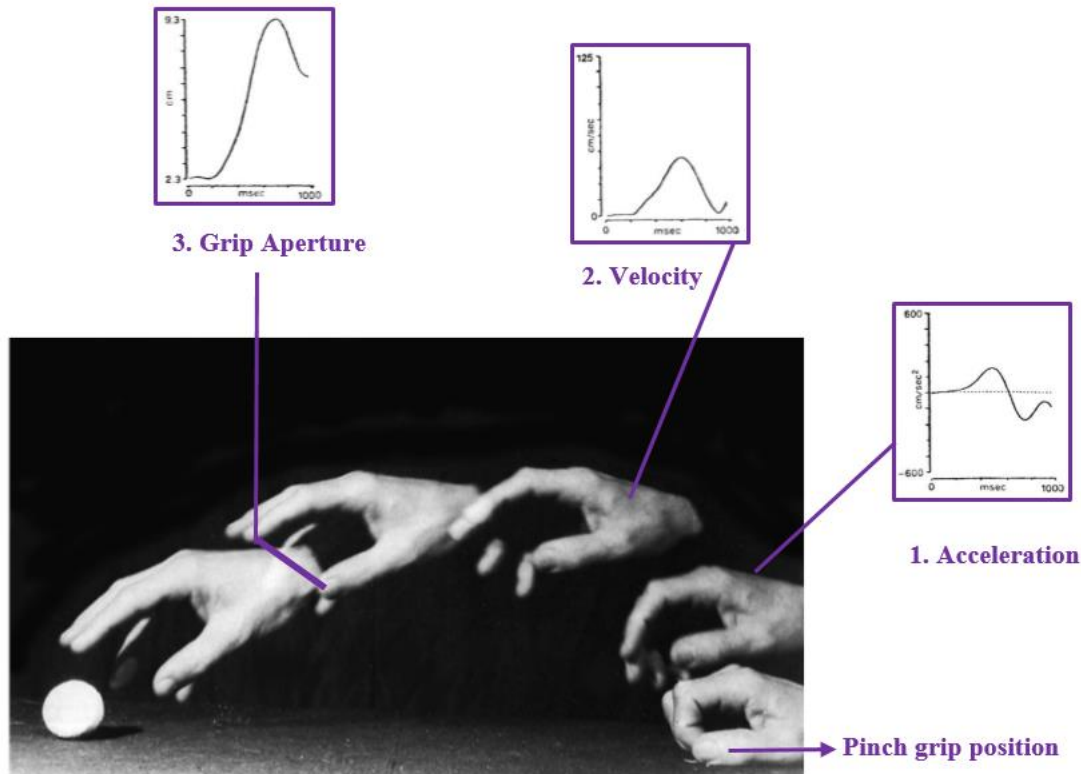 9.3
cm
2.3
0 msec 1000
3. Grip Aperture
125
cm/sec
0
0 msec 1000
2. Velocity
600
cm/sec²
-600
0 msec 1000
1. Acceleration
Pinch grip position